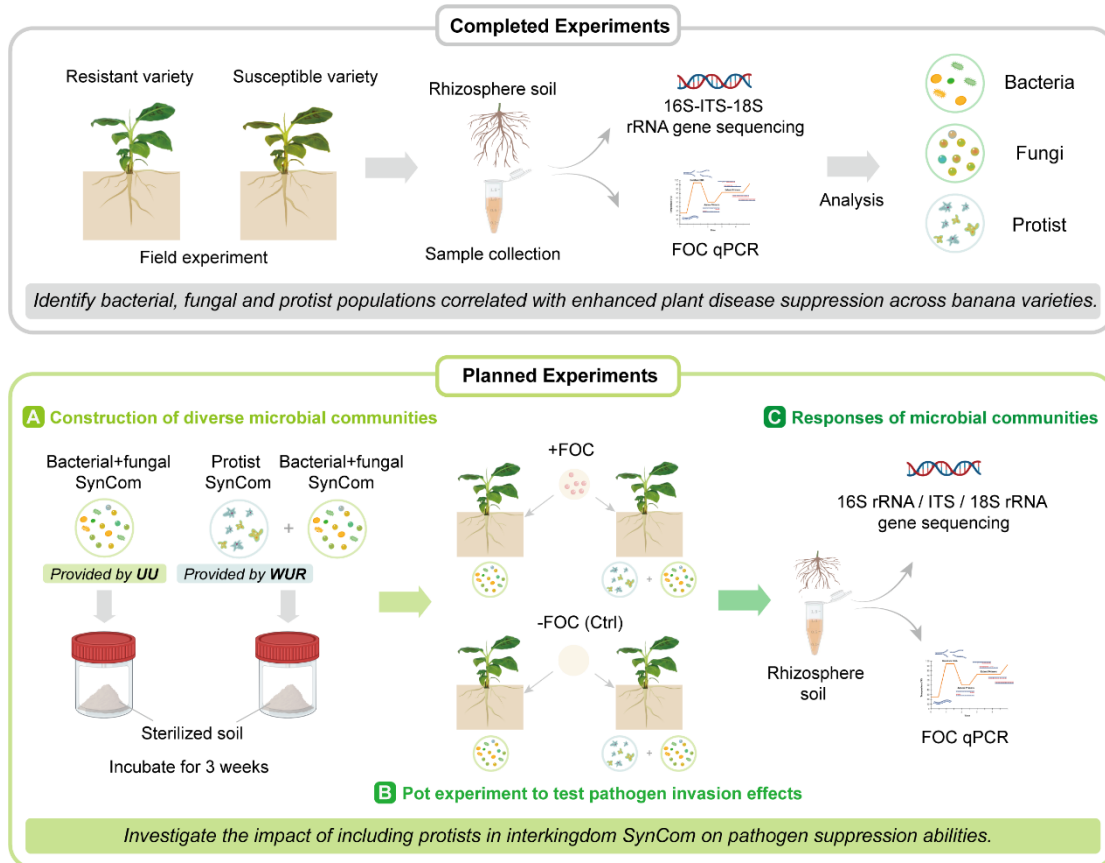 Completed Experiments
Resistant variety
Susceptible variety
Field experiment
Rhizosphere soil
Sample collection
16S-ITS-18S
rRNA gene sequencing
FOC qPCR
Analysis
Bacteria
Fungi
Protist
Identify bacterial, fungal and protist populations correlated with enhanced plant disease suppression across banana varieties.
Planned Experiments
A Construction of diverse microbial communities
Bacterial+fungal
SynCom
Protist
SynCom
+
Bacterial+fungal
SynCom
Provided by UU
Provided by WUR
Sterilized soil
Incubate for 3 weeks
+FOC
+
-FOC (Ctrl)
+
B Pot experiment to test pathogen invasion effects
C Responses of microbial communities
16S rRNA / ITS / 18S rRNA
gene sequencing
Rhizosphere
soil
FOC qPCR
Investigate the impact of including protists in interkingdom SynCom on pathogen suppression abilities.